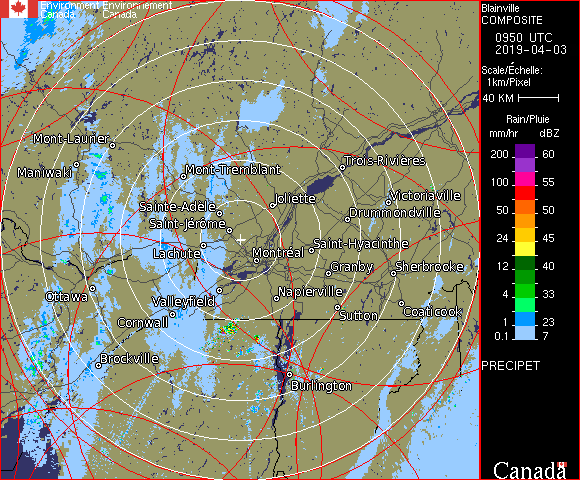 Environment Environnement
Canada Canada
Mont-Laurier
Maniwaki
Mont-Tremblant
Trois-Rivières
Sainte-Adèle
Joliette
Victoriaville
Drummondville
Saint-Jérôme
Lachute
Montréal
Saint-Hyacinthe
Granby
Sherbrooke
Ottawa
Valleyfield
Napierville
Cornwall
Sutton
Coaticook
Brockville
Burlington
Blainville
COMPOSITE
0950 UTC
2019-04-03
Scale/Échelle:
1km/Pixel
40 KM
Rain/Pluie
mm/hr dBZ
200 60
100 55
50 50
24 45
12 40
4 33
1 23
0.1 7
PRECIPET
Canada